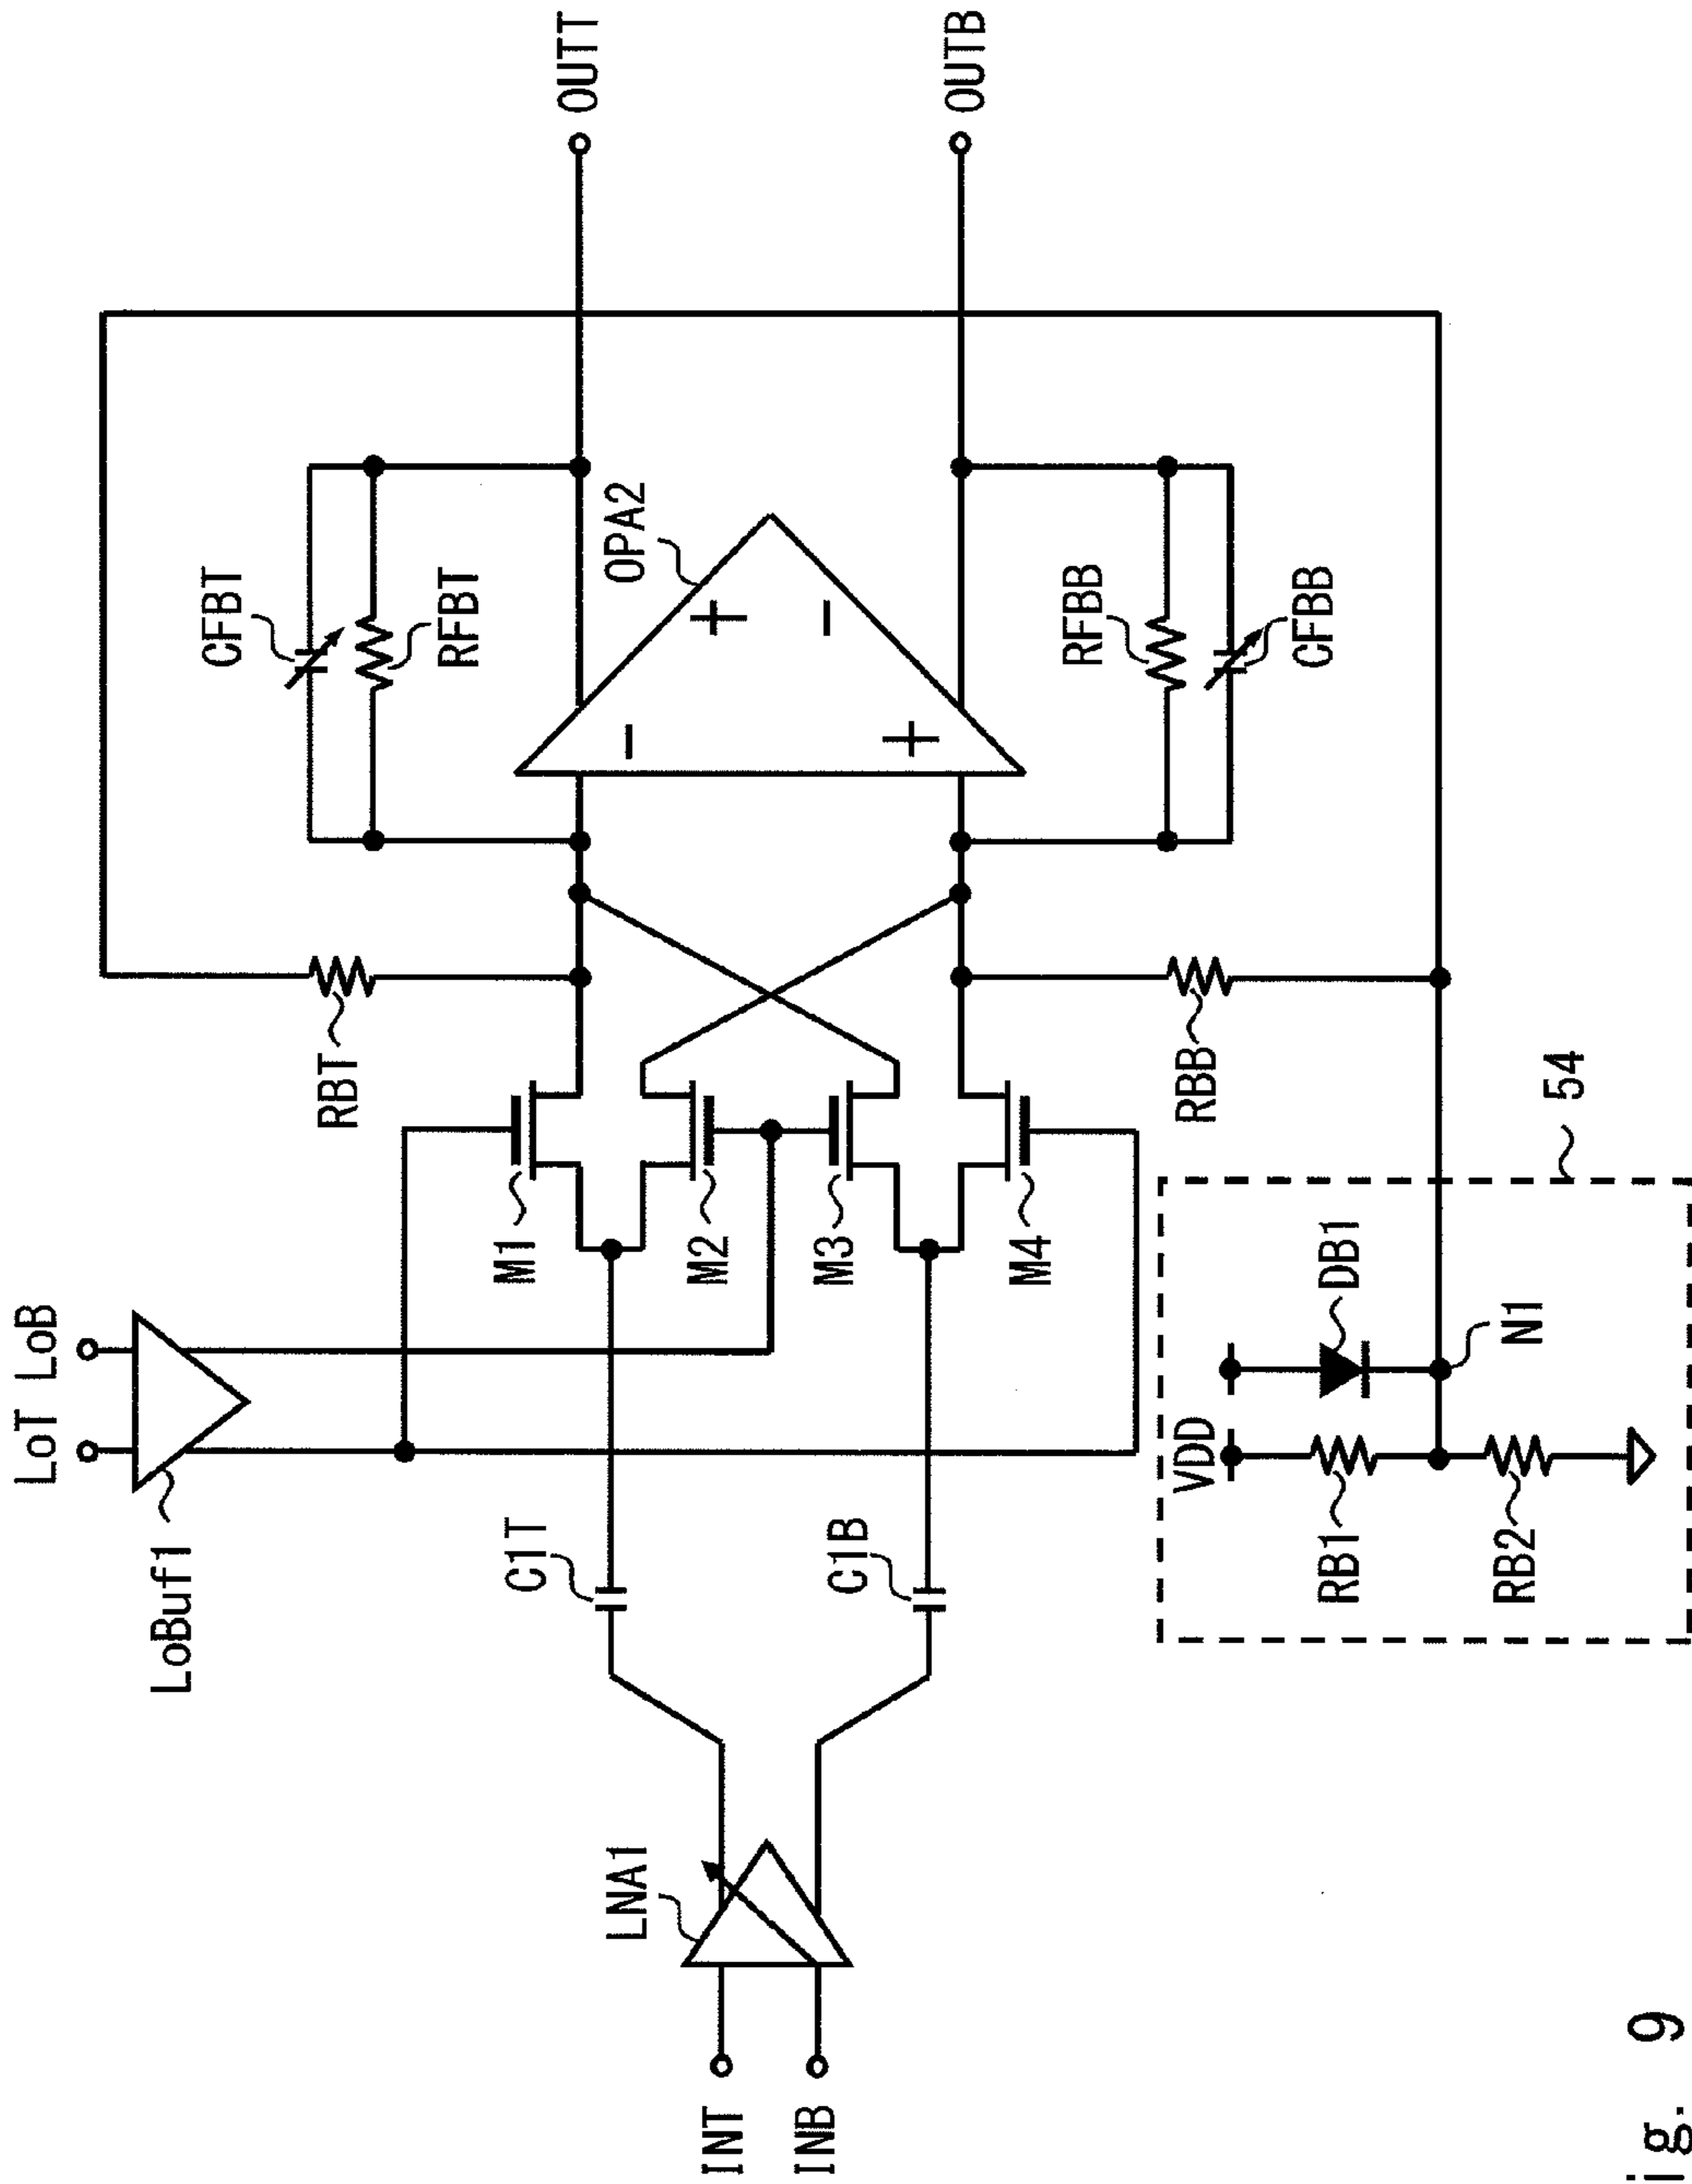 LoT LoB
LoBuf1
INT
INB
LNA1
C1T
C1B
M1
M2
M3
M4
RBT
RBB
CFBT
RFBT
OPA2
−
+
+
−
RFBB
CFBB
OUTT
OUTB
54
VDD
DB1
RB1
RB2
N1
ig. 9